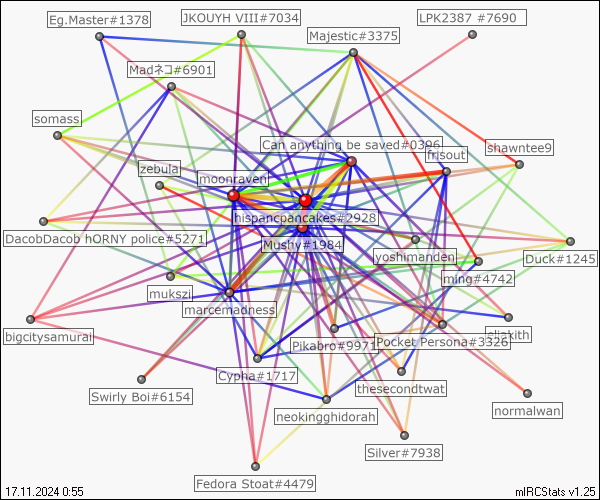 LPK2387 #7690
JKOUYH VIII#7034
Eg.Master#1378
Majestic#3375
Madネコ#6901
somass
Can anything be saved#0396
shawntee9
frisout
zebula
moonraven
hispancpancakes#2928
DacobDacob hQRNY police#5271
Mushy#1984
yoshimanden
Duck#1245
ming#4742
mukszi
marcemadness
eliakith
bigcitysamurai
Pikabro#9971
Pocket Persona#3326
Cypha#1717
thesecondtwat
Swirly Boi#6154
normalwan
neokingghidorah
Silver#7938
Fedora Stoat#4479
17.11.2024 0:55
mIRCStats v1.25